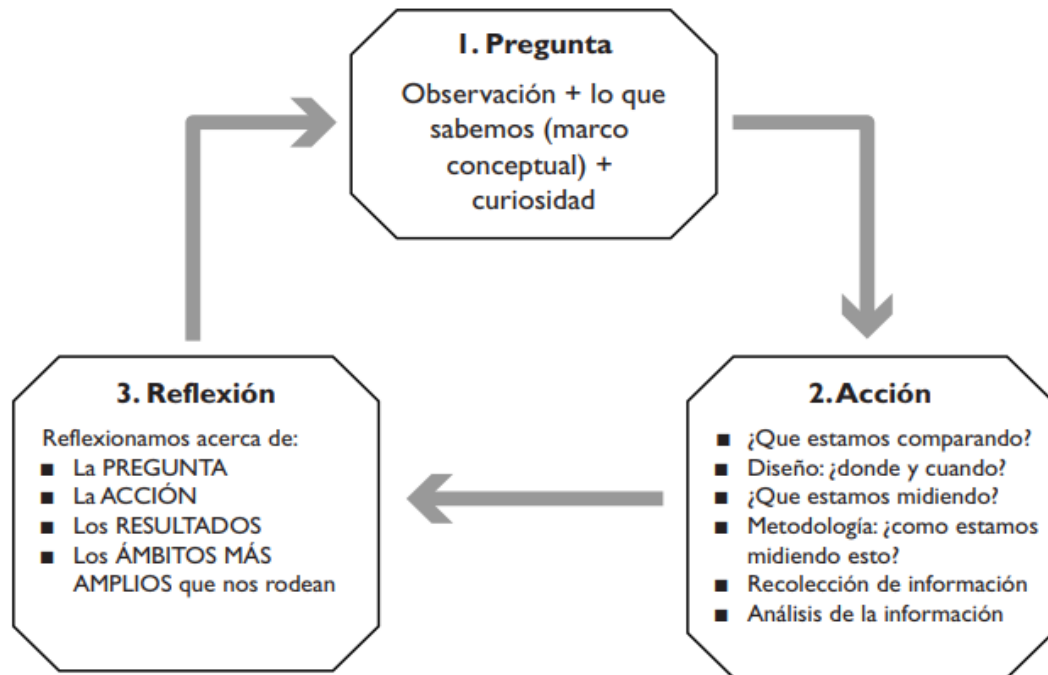 1. Pregunta
Observación + lo que
sabemos (marco
conceptual) +
curiosidad
2. Acción
■ ¿Que estamos comparando?
■ Diseño: ¿donde y cuando?
■ ¿Que estamos midiendo?
■ Metodología: ¿como estamos
midiendo esto?
■ Recolección de información
■ Análisis de la información
3. Reflexión
Reflexionamos acerca de:
■ La PREGUNTA
■ La ACCIÓN
■ Los RESULTADOS
■ Los ÁMBITOS MÁS
AMPLIOS que nos rodean